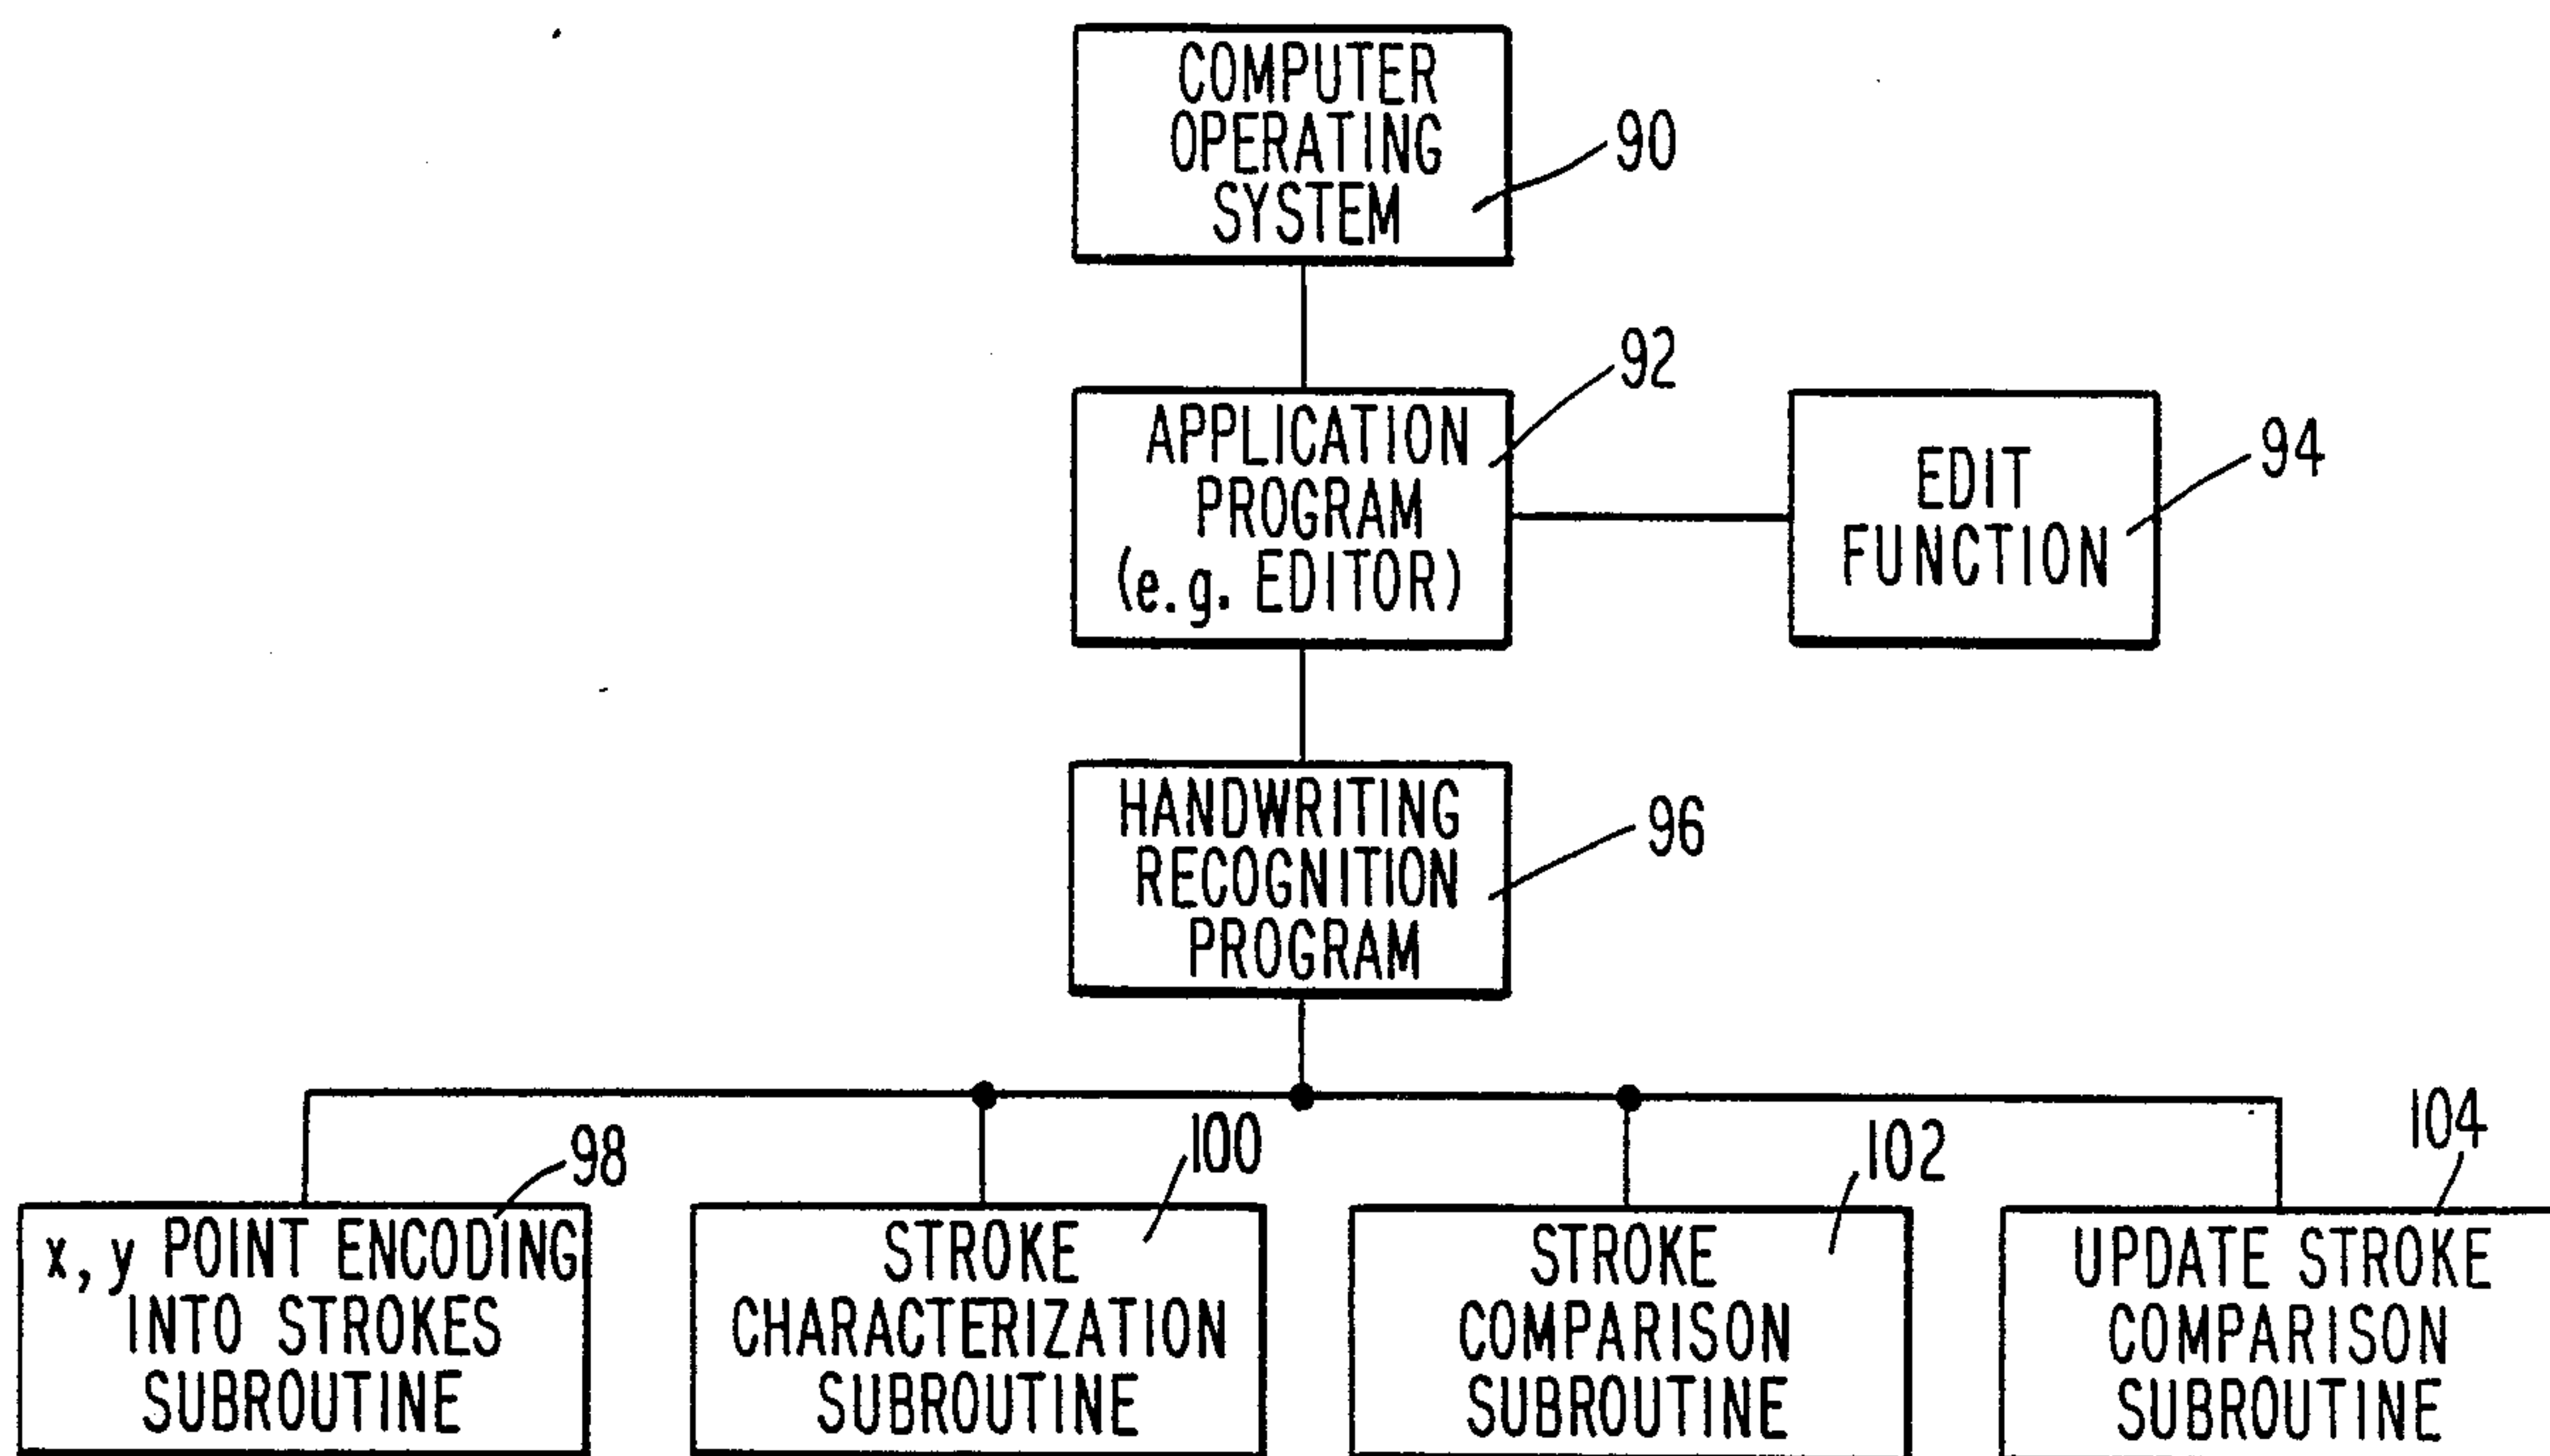 COMPUTER
OPERATING
SYSTEM
90
APPLICATION
PROGRAM
(e.g. EDITOR)
92
EDIT
FUNCTION
94
HANDWRITING
RECOGNITION
PROGRAM
96
x, y POINT ENCODING
INTO STROKES
SUBROUTINE
98
STROKE
CHARACTERIZATION
SUBROUTINE
100
STROKE
COMPARISON
SUBROUTINE
102
UPDATE STROKE
COMPARISON
SUBROUTINE
104